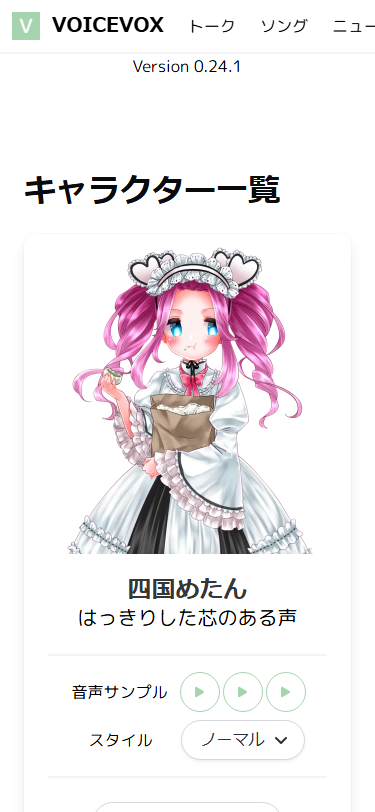 V VOICEVOX トーク ソング ニュー
Version 0.24.1
キャラクター一覧
四国めたん
はっきりした芯のある声
音声サンプル
スタイル ノーマル